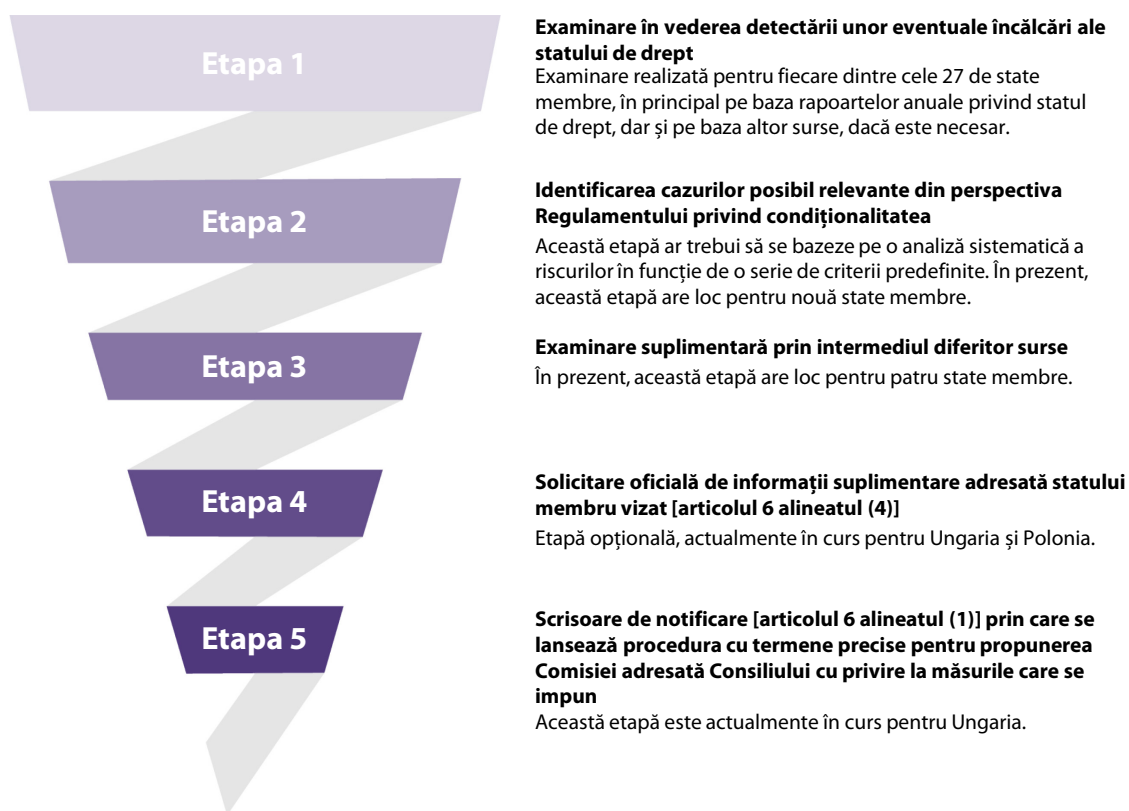 Etapa 1
Examinare în vederea detectării unor eventuale încălcări ale
statului de drept
Examinare realizată pentru fiecare dintre cele 27 de state
membre, în principal pe baza rapoartelor anuale privind statul
de drept, dar și pe baza altor surse, dacă este necesar.
Etapa 2
Identificarea cazurilor posibil relevante din perspectiva
Regulamentului privind condiționalitatea
Această etapă ar trebui să se bazeze pe o analiză sistematică a
riscurilor în funcție de o serie de criterii predefinite. În prezent,
această etapă are loc pentru nouă state membre.
Etapa 3
Examinare suplimentară prin intermediul diferitor surse
În prezent, această etapă are loc pentru patru state membre.
Etapa 4
Solicitare oficială de informații suplimentare adresată statului
membru vizat [articolul 6 alineatul (4)]
Etapă opțională, actualmente în curs pentru Ungaria și Polonia.
Etapa 5
Scrisoare de notificare [articolul 6 alineatul (1)] prin care se
lansează procedura cu termene precise pentru propunerea
Comisiei adresată Consiliului cu privire la măsurile care se
impun
Această etapă este actualmente în curs pentru Ungaria.